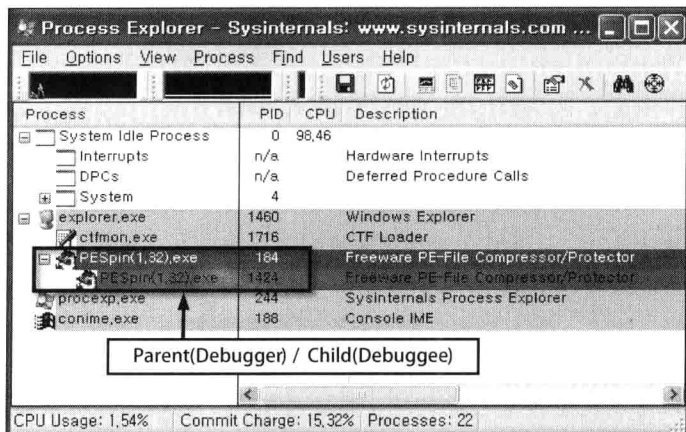 Process Explorer - Sysinternals: www.sysinternals.com ...
File Options View Process Find Users Help
Process PID CPU Description
System Idle Process 0 98,46
Interrupts n/a Hardware Interrupts
DPCs n/a Deferred Procedure Calls
System 4
explorer,exe 1460 Windows Explorer
ctfmon,exe 1716 CTF Loader
PESpin(1,32),exe 184 Freeware PE-File Compressor/Protector
PESpin(1,32),exe 1424 Freeware PE-File Compressor/Protector
procexp,exe 244 Sysinternals Process Explorer
conime,exe 188 Console IME
Parent(Debugger) / Child(Debuggee)
CPU Usage: 1,54% Commit Charge: 15,32% Processes: 22